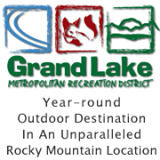 Grand Lake
METROPOLITAN RECREATION DISTRICT
Year-round
Outdoor Destination
In An Unparalleled
Rocky Mountain Location